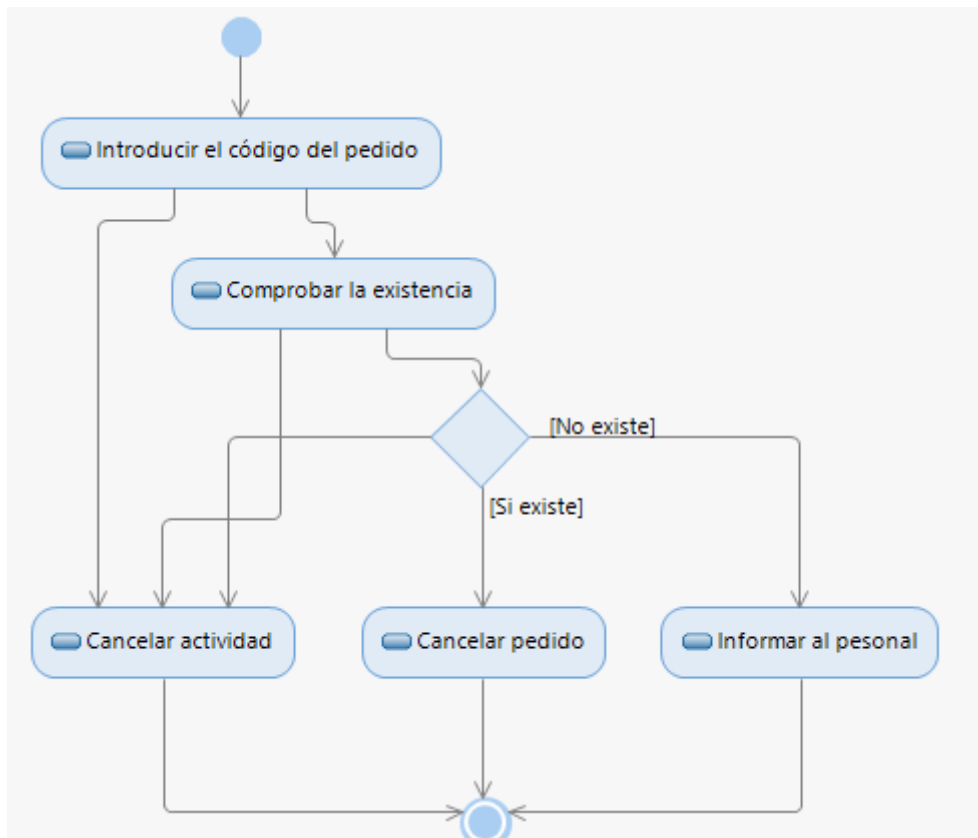 Introducir el código del pedido
Comprobar la existencia
[No existe]
[Si existe]
Cancelar actividad
Cancelar pedido
Informar al pesonal